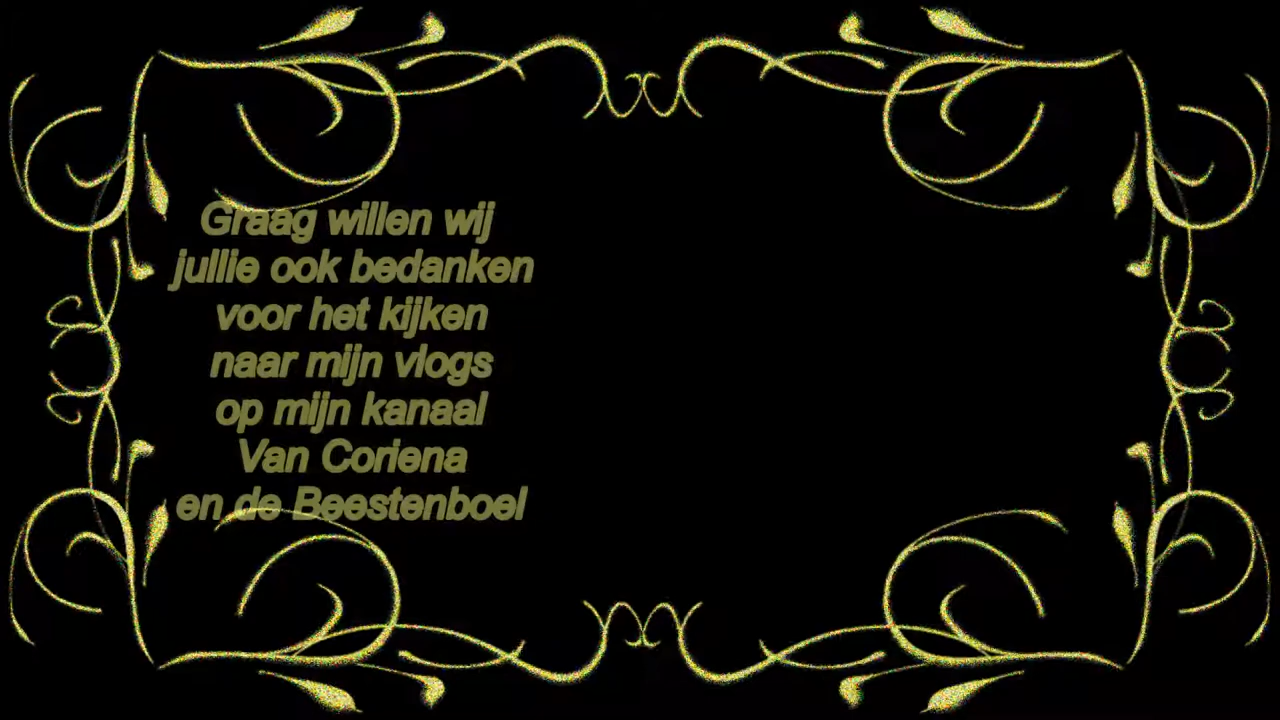 Graag willen wij
jullie ook bedanken
voor het kijken
naar mijn vlogs
op mijn kanaal
Van Coriena
en de Beestenboel